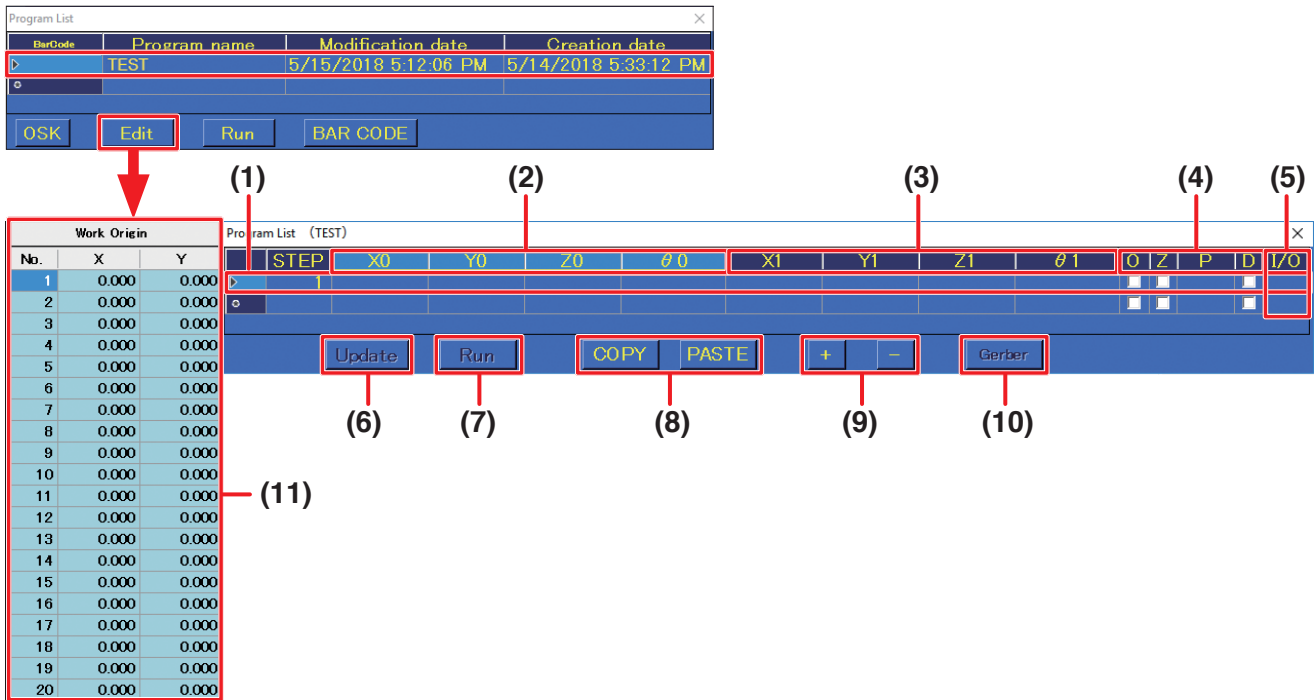 Program List
BarCode Program name Modification date Creation date
TEST 5/15/2018 5:12:06 PM 5/14/2018 5:33:12 PM
OSK Edit Run BAR CODE
(1) (2) (3) (4) (5)
Work Origin
No. X Y
1 0.000 0.000
2 0.000 0.000
3 0.000 0.000
4 0.000 0.000
5 0.000 0.000
6 0.000 0.000
7 0.000 0.000
8 0.000 0.000
9 0.000 0.000
10 0.000 0.000
11 0.000 0.000
12 0.000 0.000
13 0.000 0.000
14 0.000 0.000
15 0.000 0.000
16 0.000 0.000
17 0.000 0.000
18 0.000 0.000
19 0.000 0.000
20 0.000 0.000
(11)
Program List (TEST)
STEP X0 Y0 Z0 θ0 X1 Y1 Z1 θ1 O Z P D I/O
1
Update Run COPY PASTE + − Gerber
(6) (7) (8) (9) (10)